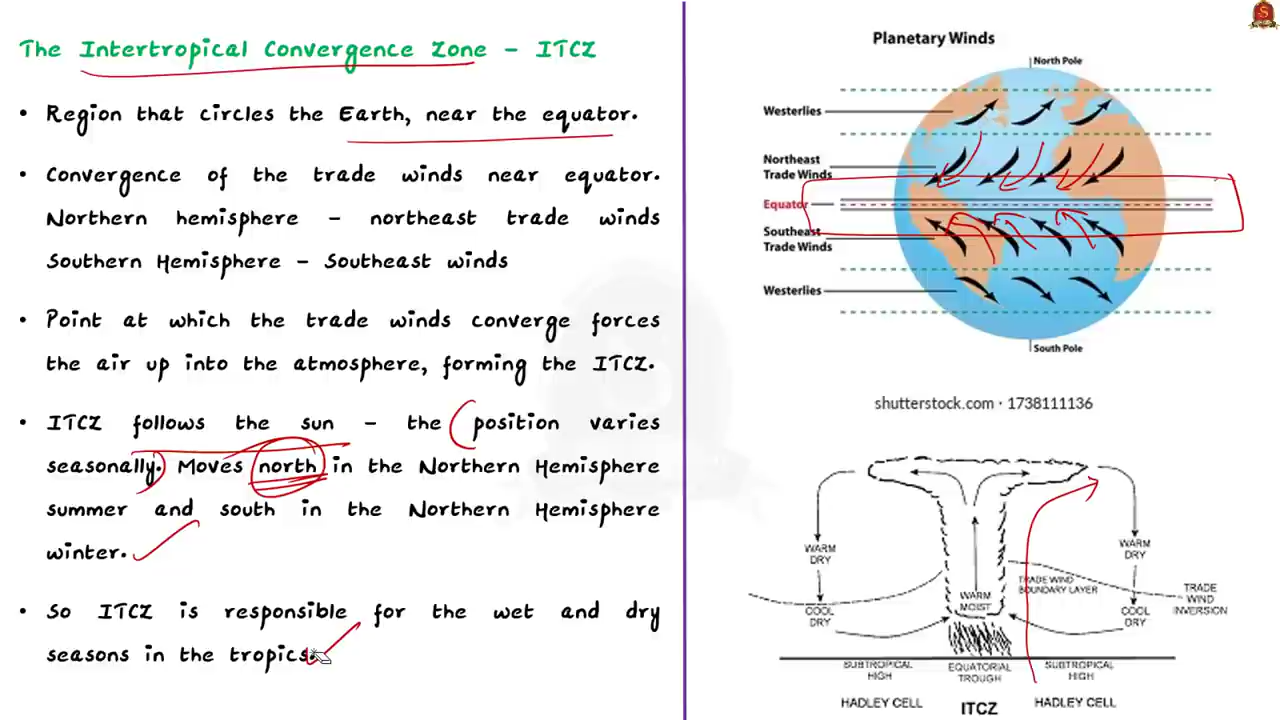 The Intertropical Convergence Zone - ITCZ
• Region that circles the Earth, near the equator.
• Convergence of the trade winds near equator.
Northern hemisphere - northeast trade winds
Southern Hemisphere - Southeast winds
• Point at which the trade winds converge forces
the air up into the atmosphere, forming the ITCZ.
• ITCZ follows the sun - the position varies
seasonally. Moves north in the Northern Hemisphere
summer and south in the Northern Hemisphere
winter.
• So ITCZ is responsible for the wet and dry
seasons in the tropics.
Planetary Winds
North Pole
Westerlies
Northeast
Trade Winds
Equator
Southeast
Trade Winds
Westerlies
South Pole
shutterstock.com · 1738111136
WARM
DRY
WARM
DRY
TRADE WIND
BOUNDARY LAYER
WARM
MOIST
TRADE
WIND
INVERSION
COOL
DRY
COOL
DRY
SUBTROPICAL
HIGH
EQUATORIAL
TROUGH
SUBTROPICAL
HIGH
HADLEY CELL
ITCZ
HADLEY CELL